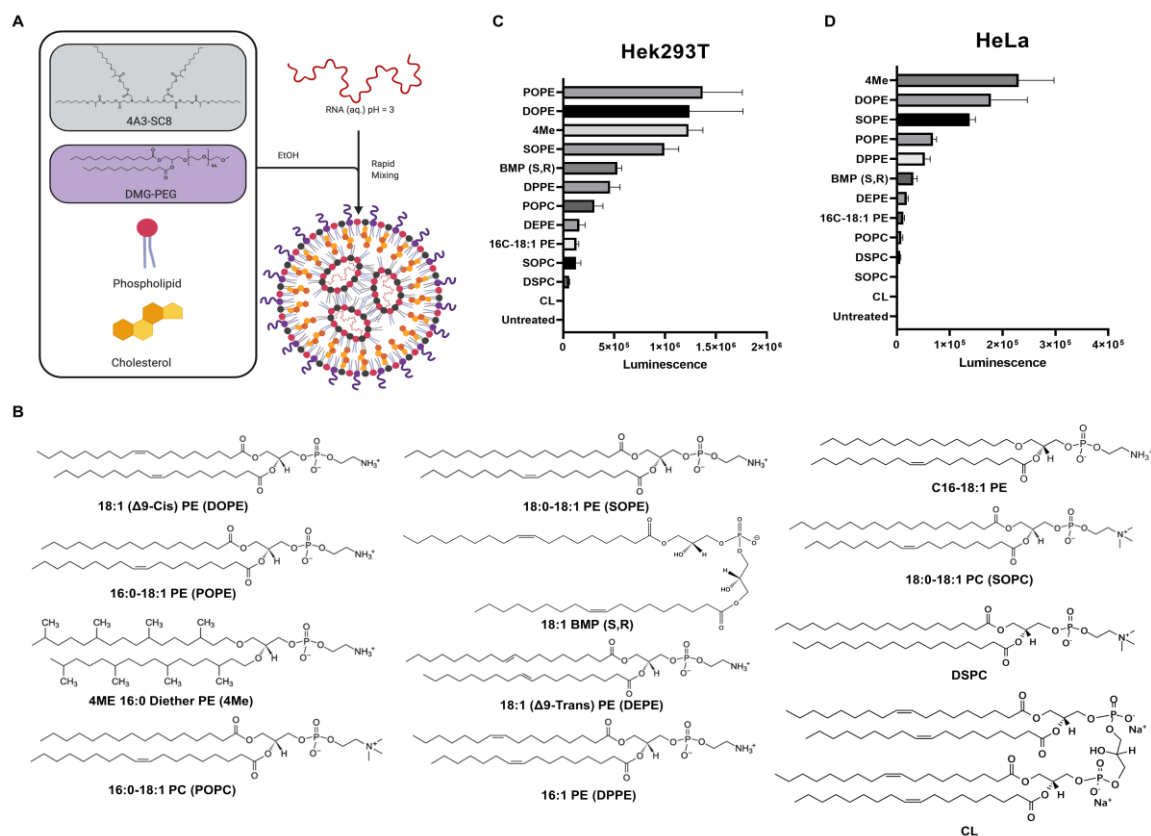 A
4A3-SC8
DMG-PEG
Phospholipid
Cholesterol
RNA (aq.) pH = 3
EtOH
Rapid
Mixing
C
Hek293T
POPE
DOPE
4Me
SOPE
BMP (S,R)
DPPE
POPC
DEPE
16C-18:1 PE
SOPC
DSPC
CL
Untreated
0
5×10⁵
1×10⁶
1.5×10⁶
2×10⁶
Luminescence
D
HeLa
4Me
DOPE
SOPE
POPE
DPPE
BMP (S,R)
DEPE
16C-18:1 PE
POPC
DSPC
SOPC
CL
Untreated
0
1×10⁵
2×10⁵
3×10⁵
4×10⁵
Luminescence
B
18:1 (Δ9-Cis) PE (DOPE)
16:0-18:1 PE (POPE)
4ME 16:0 Diether PE (4Me)
16:0-18:1 PC (POPC)
18:0-18:1 PE (SOPE)
18:1 BMP (S,R)
18:1 (Δ9-Trans) PE (DEPE)
16:1 PE (DPPE)
C16-18:1 PE
18:0-18:1 PC (SOPC)
DSPC
CL